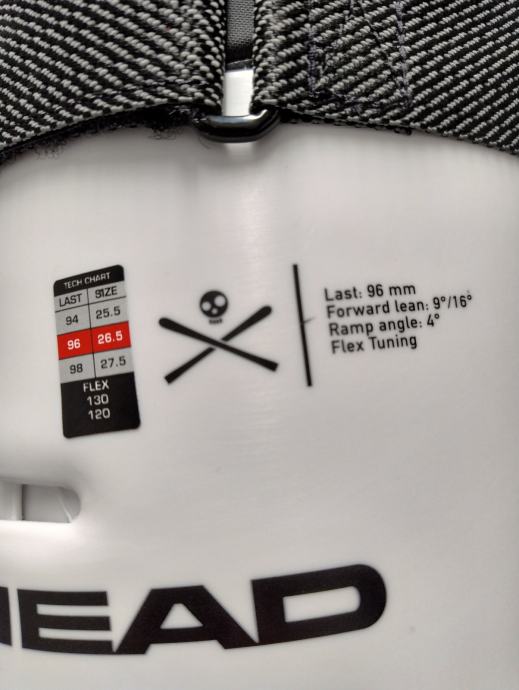 TECH CHART
LAST SIZE
94 25.5
96 26.5
98 27.5
FLEX
130
120
Last: 96 mm
Forward lean: 9°/16°
Ramp angle: 4°
Flex Tuning
HEAD